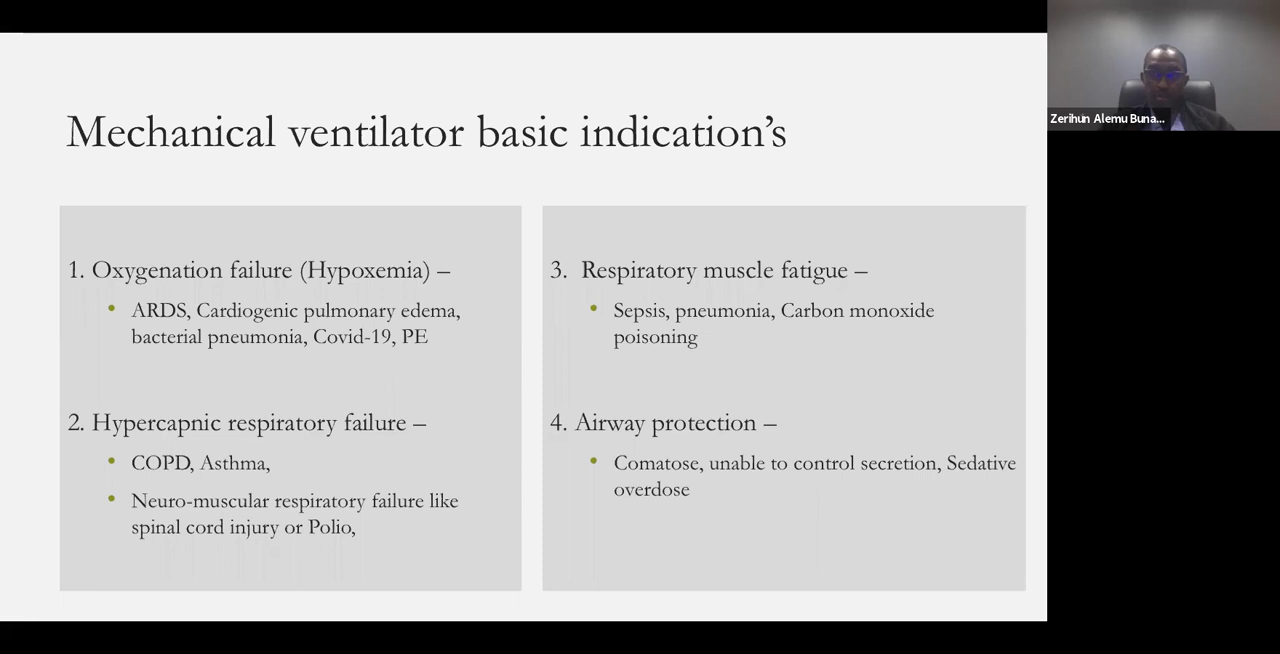 Mechanical ventilator basic indication’s
1. Oxygenation failure (Hypoxemia) –
• ARDS, Cardiogenic pulmonary edema,
bacterial pneumonia, Covid-19, PE
2. Hypercapnic respiratory failure –
• COPD, Asthma,
• Neuro-muscular respiratory failure like
spinal cord injury or Polio,
3. Respiratory muscle fatigue –
• Sepsis, pneumonia, Carbon monoxide
poisoning
4. Airway protection –
• Comatose, unable to control secretion, Sedative
overdose
Zerihun Alemu Buna...